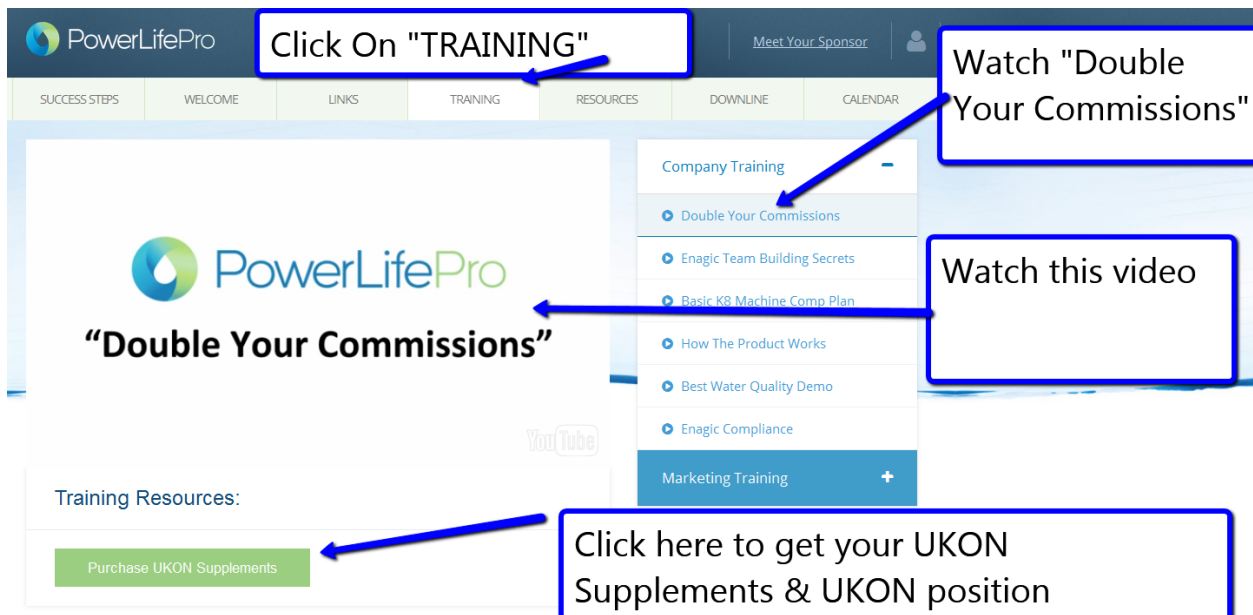 PowerLifePro
Click On "TRAINING"
Meet Your Sponsor
Watch "Double
Your Commissions"
SUCCESS STEPS
WELCOME
LINKS
TRAINING
RESOURCES
DOWNLINE
CALENDAR
PowerLifePro
“Double Your Commissions”
YouTube
Company Training
Double Your Commissions
Enagic Team Building Secrets
Basic K8 Machine Comp Plan
How The Product Works
Best Water Quality Demo
Enagic Compliance
Marketing Training
Watch this video
Training Resources:
Purchase UKON Supplements
Click here to get your UKON
Supplements & UKON position